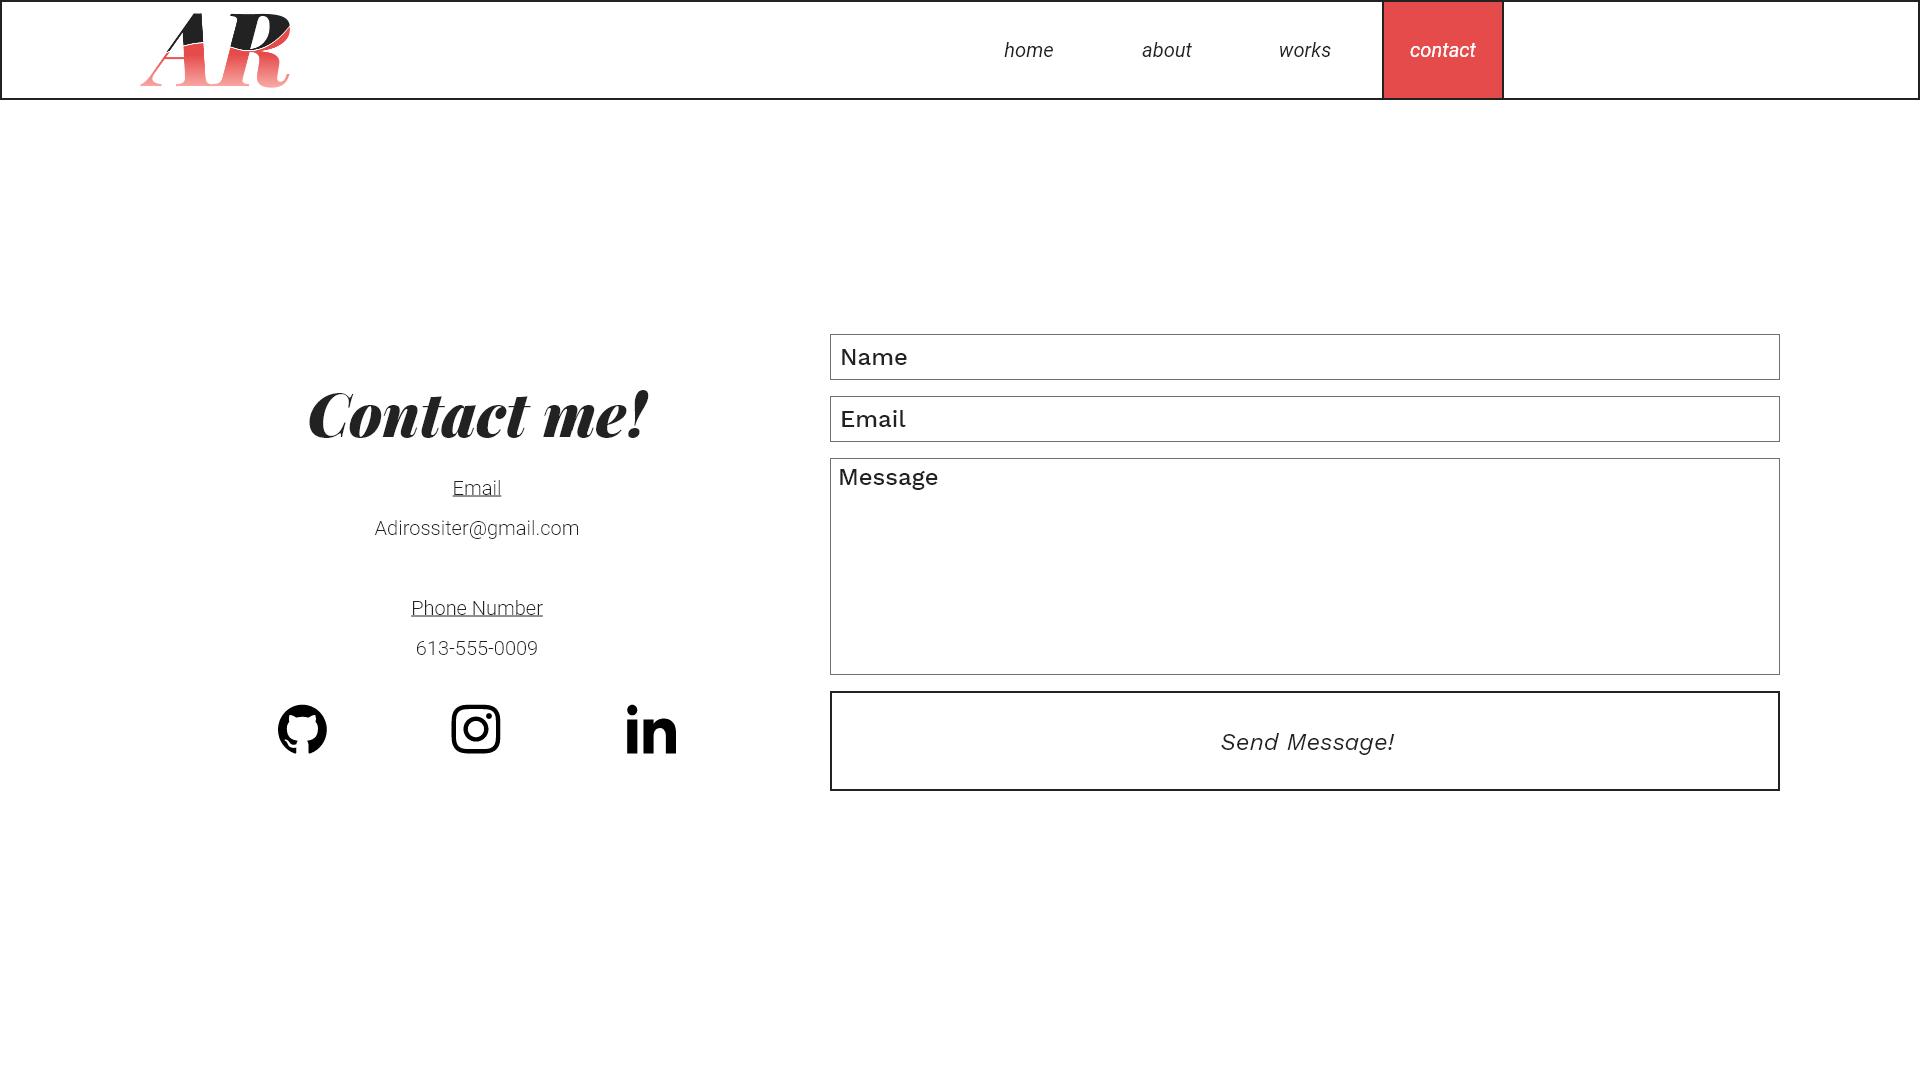 AR
home about works contact
Contact me!
Email
Adirossiter@gmail.com
Phone Number
613-555-0009
in
Name
Email
Message
Send Message!